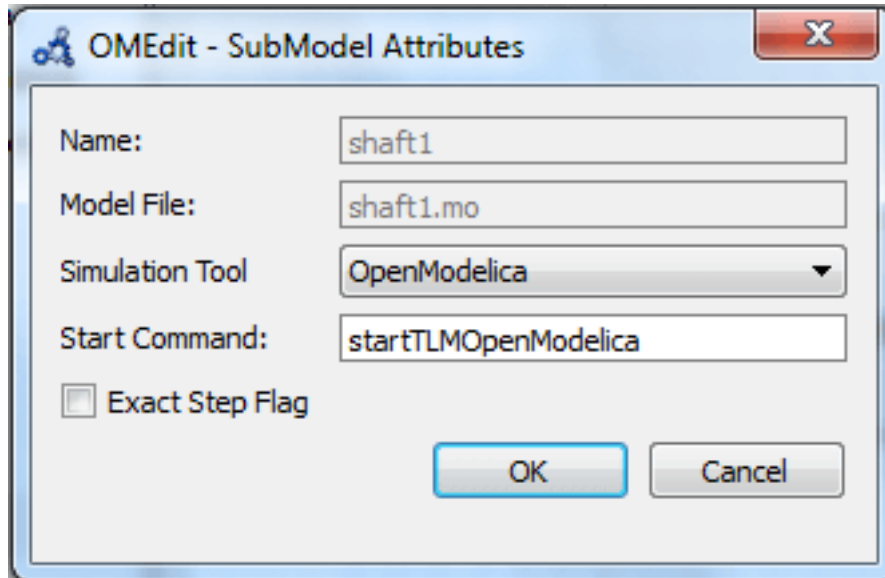 OMEdit - SubModel Attributes
Name: shaft1
Model File: shaft1.mo
Simulation Tool OpenModelica
Start Command: startTLMOpenModelica
Exact Step Flag
OK Cancel